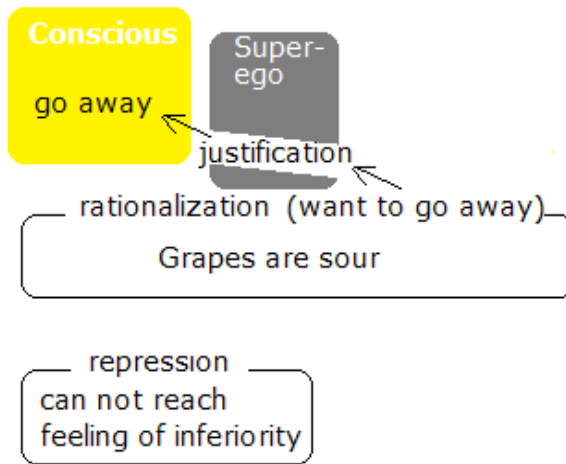 Conscious
Super-
ego
go away
justification
rationalization (want to go away)
Grapes are sour
repression
can not reach
feeling of inferiority